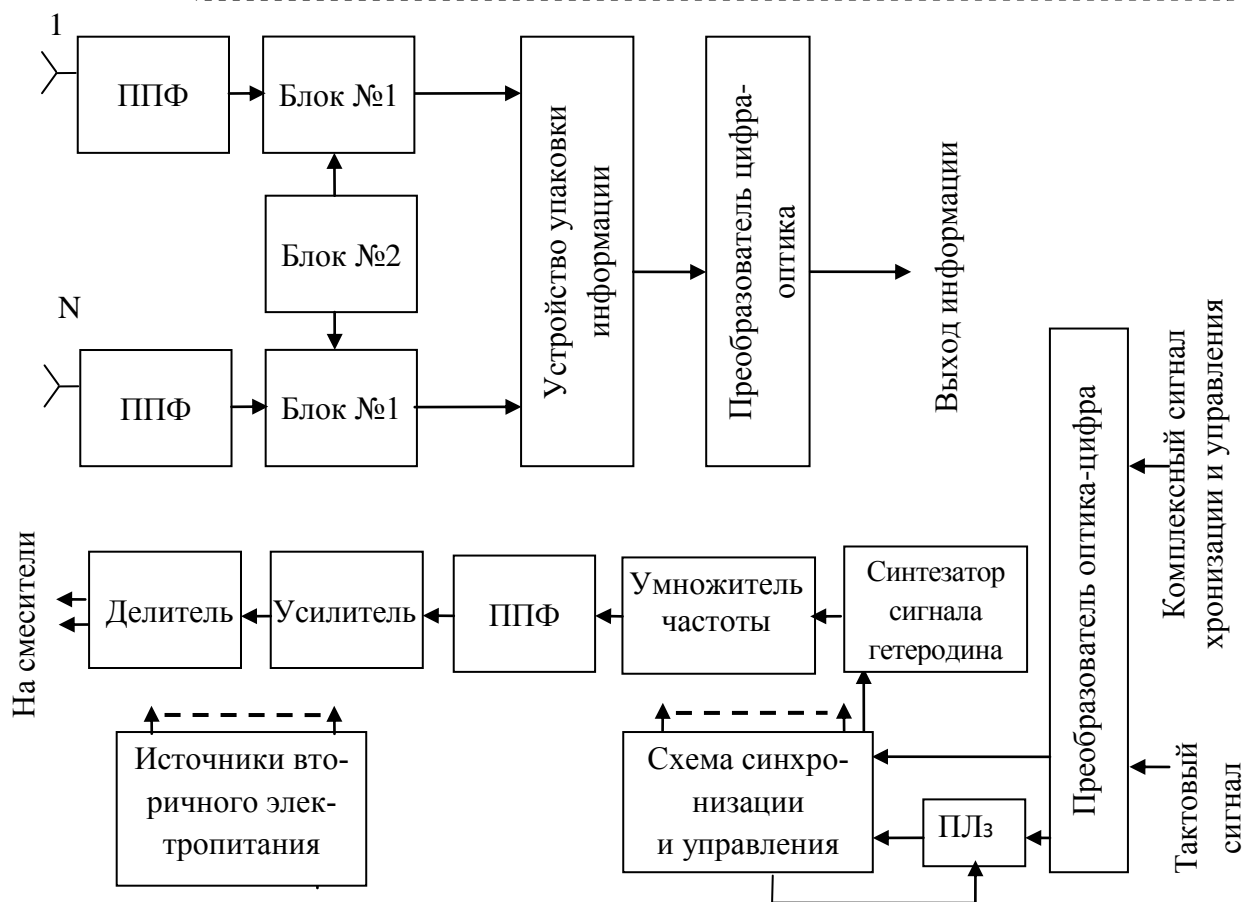 1
ППФ
Блок №1
Устройство упаковки
информации
Преобразователь цифра-
оптика
Выход информации
Блок №2
N
ППФ
Блок №1
На смесители
Делитель
Усилитель
ППФ
Умножитель
частоты
Синтезатор
сигнала
гетеродина
Преобразователь оптика-цифра
Комплексный сигнал
хронизации и управления
Источники вто-
ричного элек-
тропитания
Схема синхро-
низации
и управления
ПЛз
Тактовый
сигнал